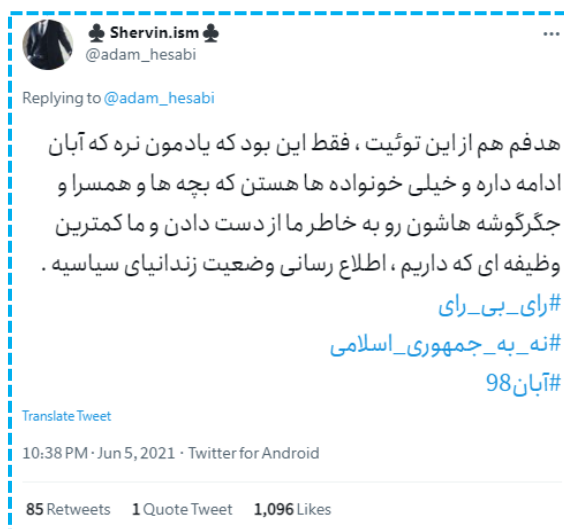 ♣ Shervin.ism ♣
@adam_hesabi
Replying to @adam_hesabi
هدفم هم از این توئیت ، فقط این بود که یادمون نره که آبان
ادامه داره و خیلی خونواده ها هستن که بچه ها و همسرا و
جگرگوشه هاشون رو به خاطر ما از دست دادن و ما کمترین
وظیفه ای که داریم ، اطلاع رسانی وضعیت زندانیای سیاسیه .
#رای_بی_رای
#نه_به_جمهوری_اسلامی
#آبان98
Translate Tweet
10:38 PM · Jun 5, 2021 · Twitter for Android
85 Retweets 1 Quote Tweet 1,096 Likes